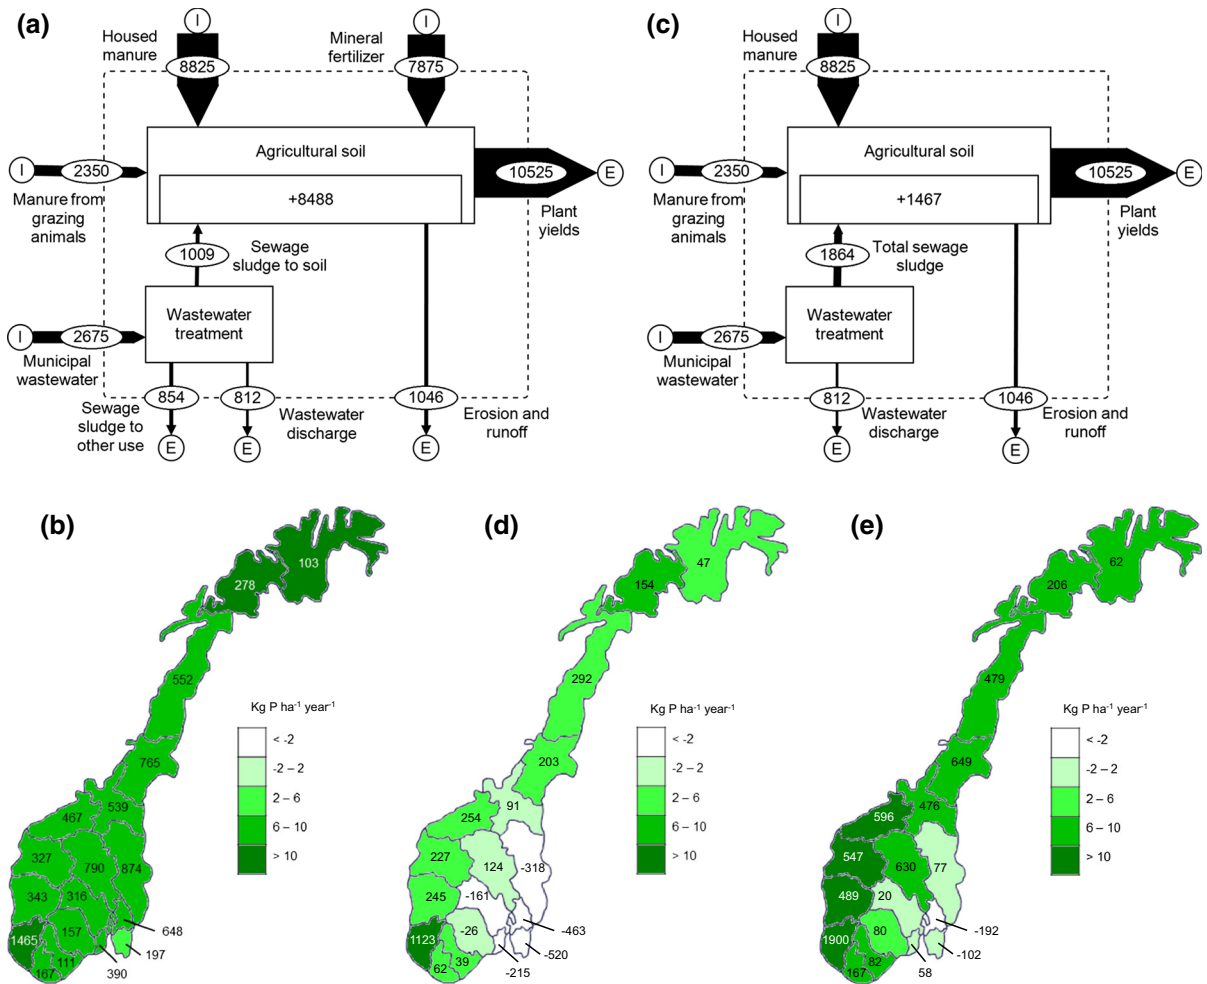 (a)
I
I
Housed
manure
8825
Mineral
fertilizer
7875
Agricultural soil
I
2350
10525
E
+8488
Manure from
grazing
animals
Plant
yields
1009
Sewage
sludge to soil
Wastewater
treatment
I
2675
Municipal
wastewater
854
812
1046
Sewage
sludge to
other use
Wastewater
discharge
Erosion and
runoff
E
E
E
(c)
I
Housed
manure
8825
Agricultural soil
I
2350
10525
E
+1467
Manure from
grazing
animals
Plant
yields
1864
Total sewage
sludge
Wastewater
treatment
I
2675
Municipal
wastewater
812
1046
Wastewater
discharge
Erosion and
runoff
E
E
(b)
103
278
552
765
539
467
327
790
874
343
316
157
648
1465
197
111
390
167
Kg P ha-1 year-1
< -2
-2 – 2
2 – 6
6 – 10
> 10
(d)
47
154
292
203
91
254
227
124
-318
245
-161
-26
-463
1123
-520
39
62
-215
Kg P ha-1 year-1
< -2
-2 – 2
2 – 6
6 – 10
> 10
(e)
62
206
479
649
476
596
547
630
77
489
20
80
-192
1900
-102
82
58
167
Kg P ha-1 year-1
< -2
-2 – 2
2 – 6
6 – 10
> 10